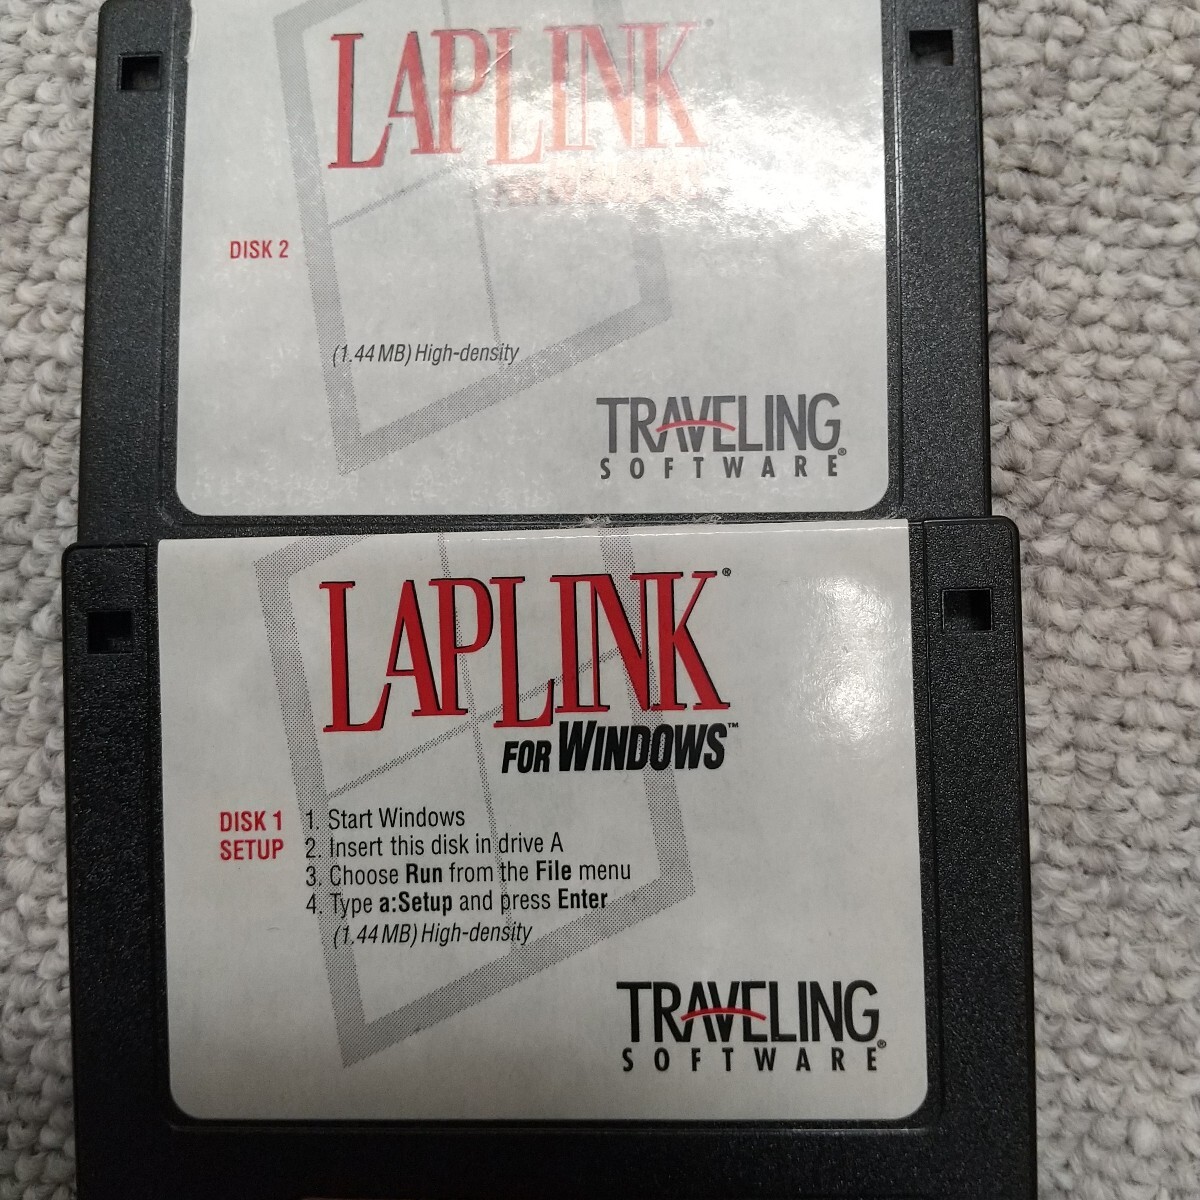 LAPLINK®
DISK 2
(1.44 MB) High-density
TRAVELING
SOFTWARE®
LAPLINK®
FOR WINDOWS™
DISK 1
SETUP
1. Start Windows
2. Insert this disk in drive A
3. Choose Run from the File menu
4. Type a:Setup and press Enter
(1.44 MB) High-density
TRAVELING
SOFTWARE®